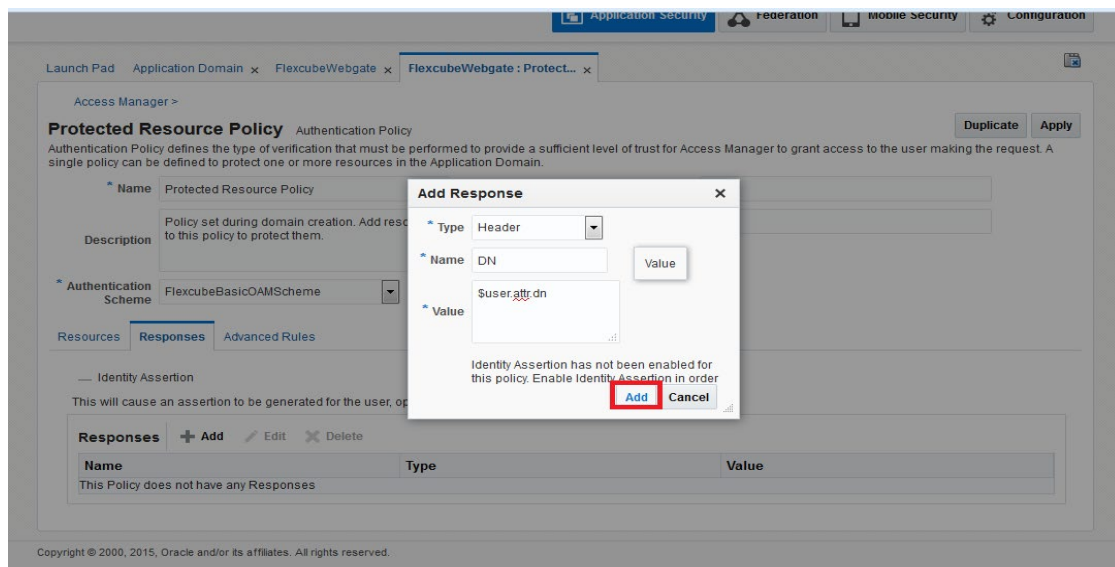 Application Security Federation Mobile Security Configuration
Launch Pad Application Domain x FlexcubeWebgate x FlexcubeWebgate : Protect... x
Access Manager >
Protected Resource Policy Authentication Policy
Duplicate Apply
Authentication Policy defines the type of verification that must be performed to provide a sufficient level of trust for Access Manager to grant access to the user making the request. A
single policy can be defined to protect one or more resources in the Application Domain.
* Name Protected Resource Policy
Description
Policy set during domain creation. Add reso
to this policy to protect them.
* Authentication
Scheme
FlexcubeBasicOAMScheme
Resources Responses Advanced Rules
Identity Assertion
This will cause an assertion to be generated for the user, op
Responses Add Edit Delete
Name Type Value
This Policy does not have any Responses
Add Response x
* Type Header
* Name DN
Value
* Value $user.attr.dn
Identity Assertion has not been enabled for
this policy. Enable Identity Assertion in order
Add Cancel
Copyright © 2000, 2015, Oracle and/or its affiliates. All rights reserved.